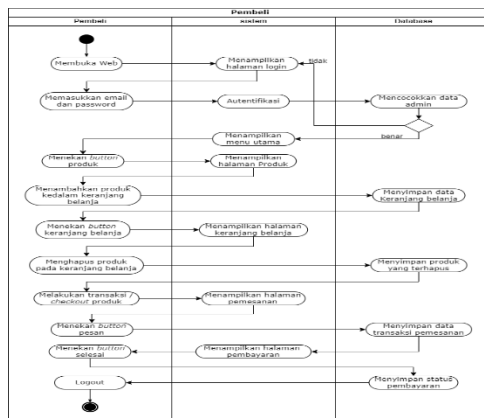 Pembeli
Pembeli
sistem
Database
Membuka Web
Menampilkan
halaman login
tidak
Memasukkan email
dan password
Autentifikasi
Mencocokkan data
admin
benar
Menampilkan
menu utama
Menekan button
produk
Menampilkan
halaman Produk
Menambahkan produk
kedalam keranjang
belanja
Menyimpan data
Keranjang belanja
Menekan button
keranjang belanja
Menampilkan halaman
keranjang belanja
Menghapus produk
pada keranjang belanja
Menyimpan produk
yang terhapus
Melakukan transaksi /
checkout produk
Menampilkan halaman
pemesanan
Menekan button
pesan
Menyimpan data
transaksi pemesanan
Menekan button
selesai
Menampilkan halaman
pembayaran
Logout
Menyimpan status
pembayaran